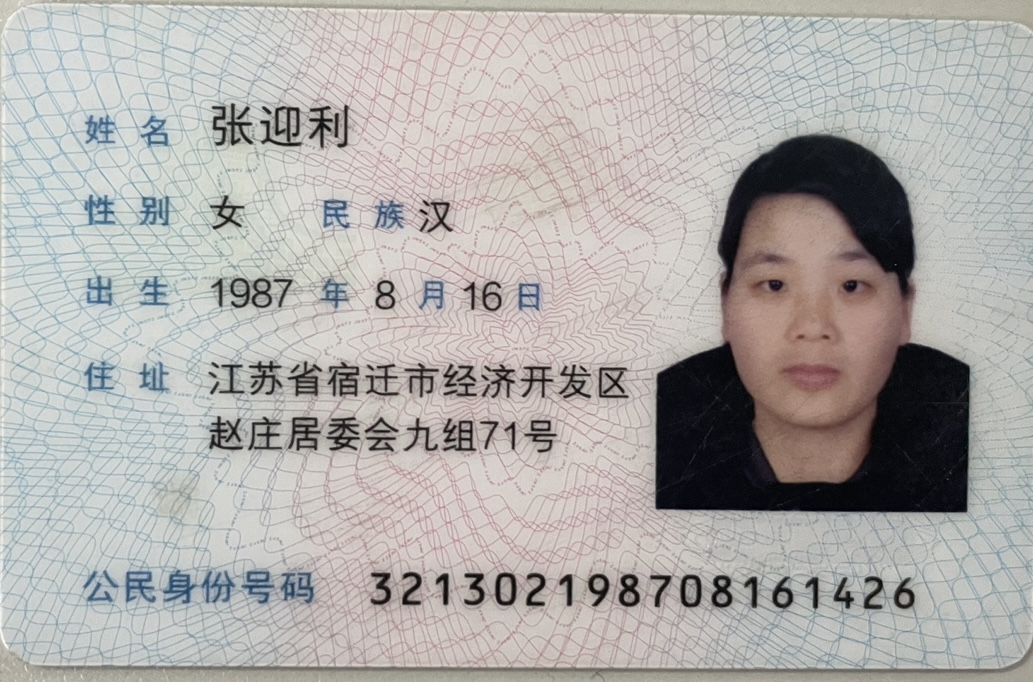 姓名 张迎利
性别 女 民族 汉
出生 1987 年 8 月 16 日
住址 江苏省宿迁市经济开发区
赵庄居委会九组71号
公民身份号码 321302198708161426